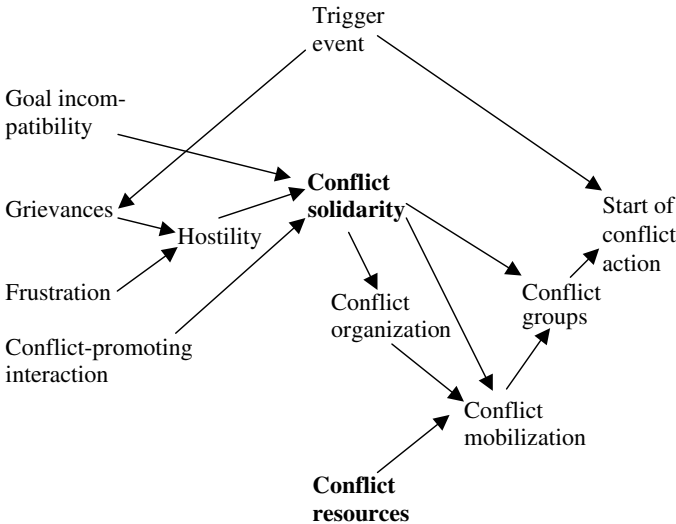 Trigger
event
Goal incom-
patibility
Conflict
solidarity
Grievances
Hostility
Start of
conflict
action
Frustration
Conflict
organization
Conflict
groups
Conflict-promoting
interaction
Conflict
mobilization
Conflict
resources